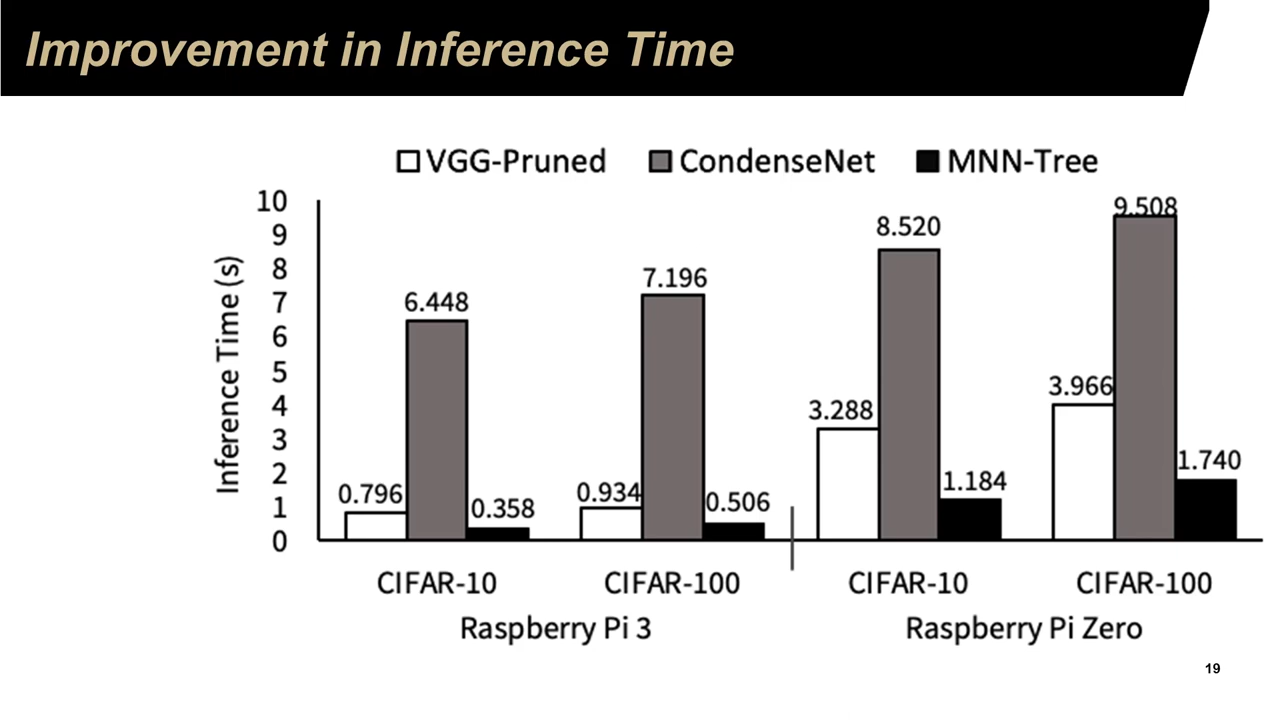 Improvement in Inference Time
VGG-Pruned CondenseNet MNN-Tree
Inference Time (s)
10
9
8
7
6
5
4
3
2
1
0
0.796 6.448 0.358
0.934 7.196 0.506
3.288 8.520 1.184
3.966 9.508 1.740
CIFAR-10 CIFAR-100 CIFAR-10 CIFAR-100
Raspberry Pi 3 Raspberry Pi Zero
19